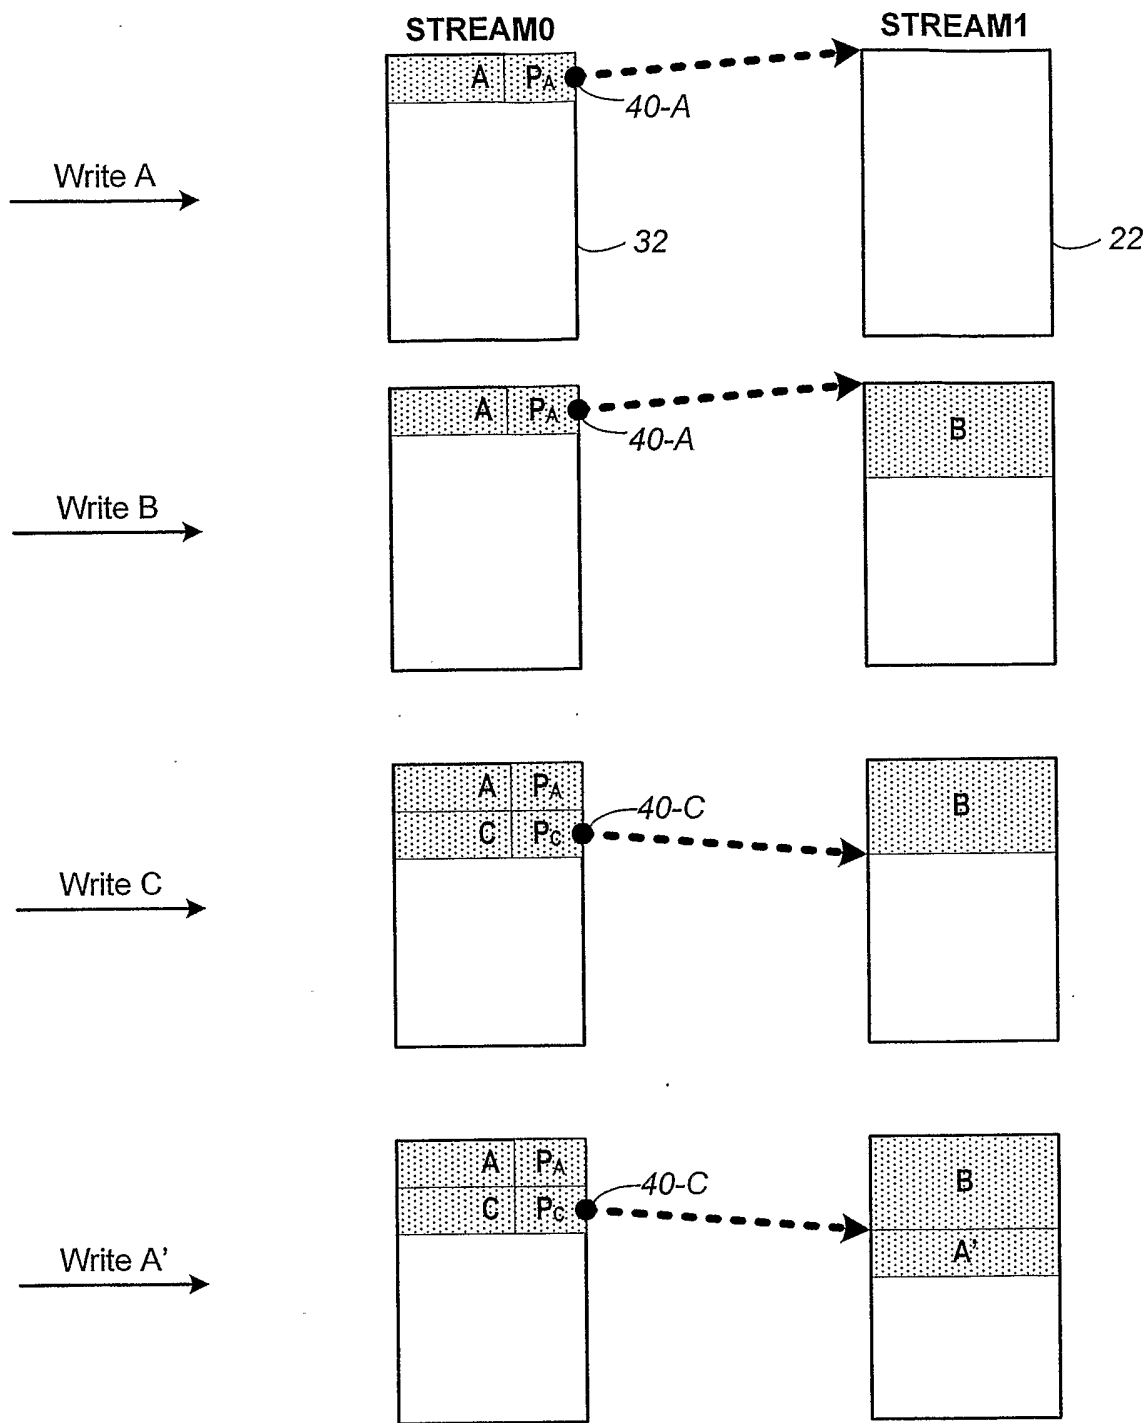 STREAM0 STREAM1
A PA
40-A
Write A
32 22
A PA
40-A B
Write B
A PA 40-C B
C PC
Write C
A PA 40-C B
C PC
A'
Write A'